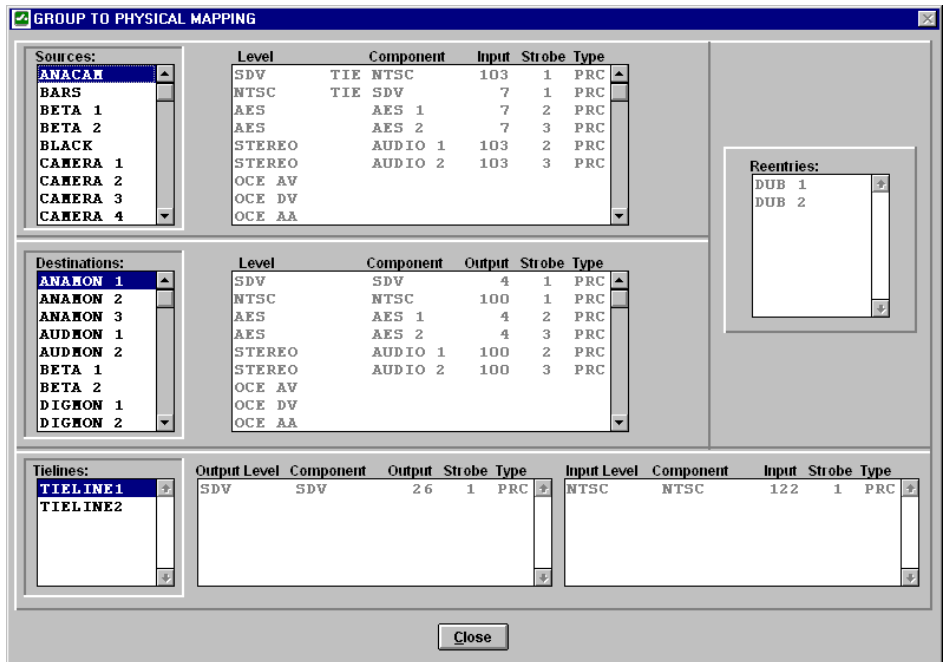 GROUP TO PHYSICAL MAPPING
Sources:
ANACAM
BARS
BETA 1
BETA 2
BLACK
CAMERA 1
CAMERA 2
CAMERA 3
CAMERA 4
Level Component Input Strobe Type
SDV TIE NTSC 103 1 PRC
NTSC TIE SDV 7 1 PRC
AES AES 1 7 2 PRC
AES AES 2 7 3 PRC
STEREO AUDIO 1 103 2 PRC
STEREO AUDIO 2 103 3 PRC
OCE AV
OCE DV
OCE AA
Reentries:
DUB 1
DUB 2
Destinations:
ANAMON 1
ANAMON 2
ANAMON 3
AUDMON 1
AUDMON 2
BETA 1
BETA 2
DIGMON 1
DIGMON 2
Level Component Output Strobe Type
SDV SDV 4 1 PRC
NTSC NTSC 100 1 PRC
AES AES 1 4 2 PRC
AES AES 2 4 3 PRC
STEREO AUDIO 1 100 2 PRC
STEREO AUDIO 2 100 3 PRC
OCE AV
OCE DV
OCE AA
Tielines:
TIELINE1
TIELINE2
Output Level Component Output Strobe Type
SDV SDV 26 1 PRC
Input Level Component Input Strobe Type
NTSC NTSC 122 1 PRC
Close